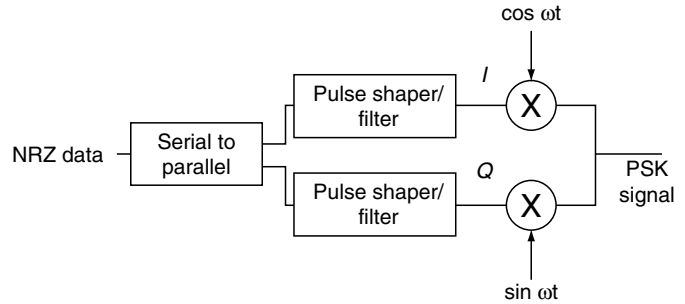 cos ωt
I
Pulse shaper/
filter
X
NRZ data
Serial to
parallel
PSK
signal
Q
Pulse shaper/
filter
X
sin ωt